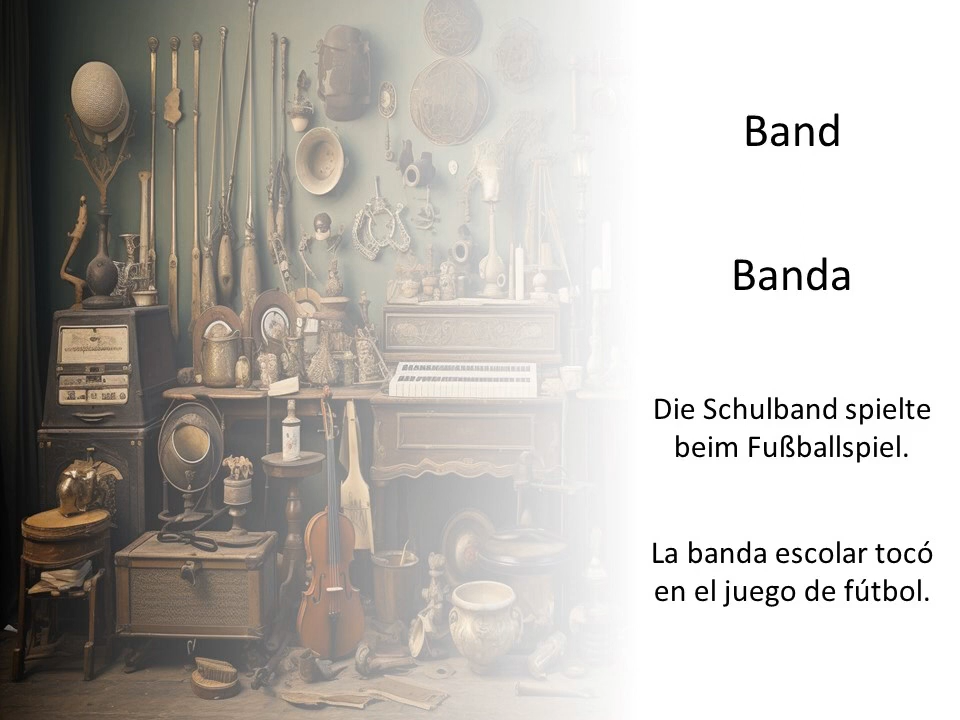 Band
Banda
Die Schulband spielte
beim Fußballspiel.
La banda escolar tocó
en el juego de fútbol.